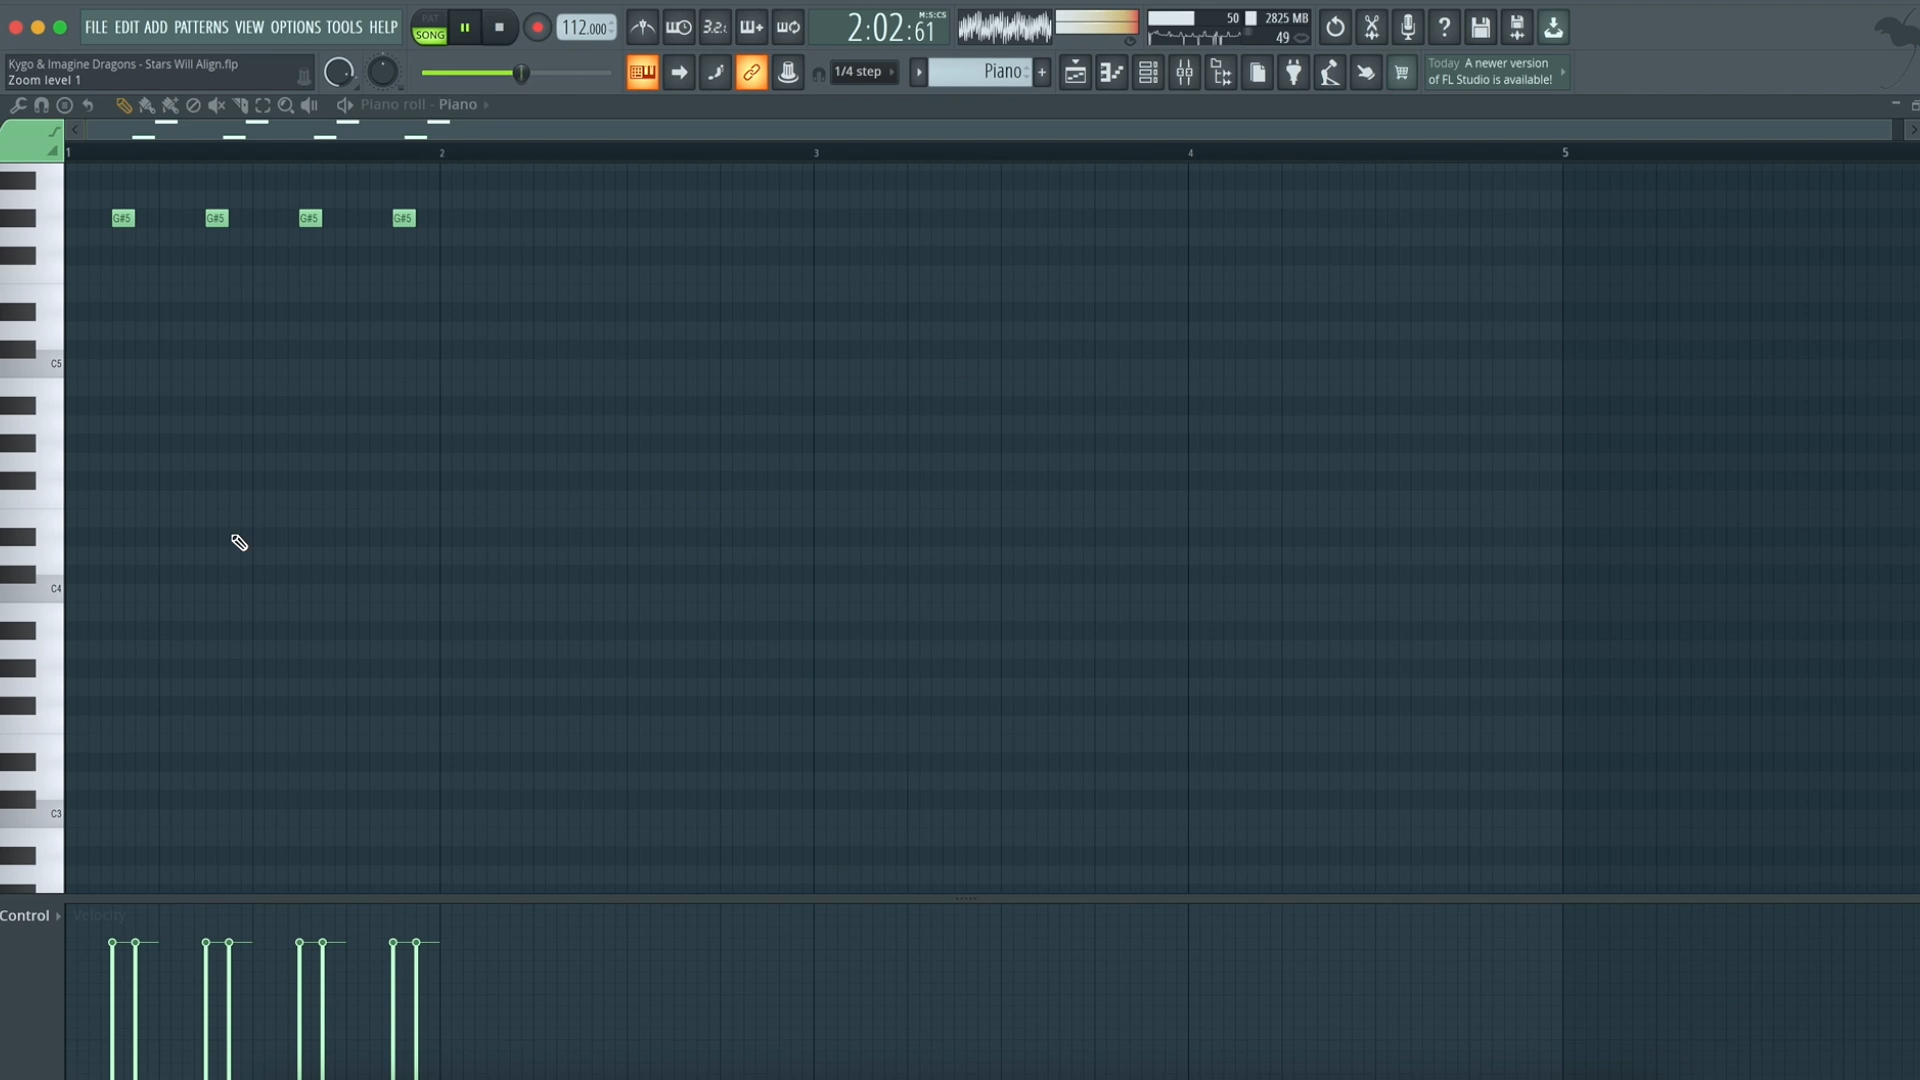 FILE EDIT ADD PATTERNS VIEW OPTIONS TOOLS HELP
PAT
SONG
112.000
3.2.:
2:02:61
M:S:CS
50
2825 MB
49
Kygo & Imagine Dragons - Stars Will Align.flp
Zoom level 1
1/4 step
Piano
Today A newer version
of FL Studio is available!
Piano roll - Piano
1 2 3 4 5
G#5 G#5 G#5 G#5
C5
C4
C3
Control
Velocity